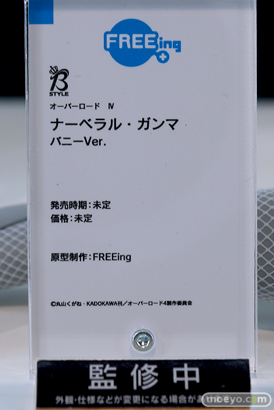 FREEing
B
STYLE
オーバーロード Ⅳ
ナーベラル・ガンマ
バニーVer.
発売時期:未定
価格:未定
原型制作:FREEing
©丸山くがね・KADOKAWA刊／オーバーロード4製作委員会
監修中
外観・仕様などが変更になる場合があ
moeyo.com